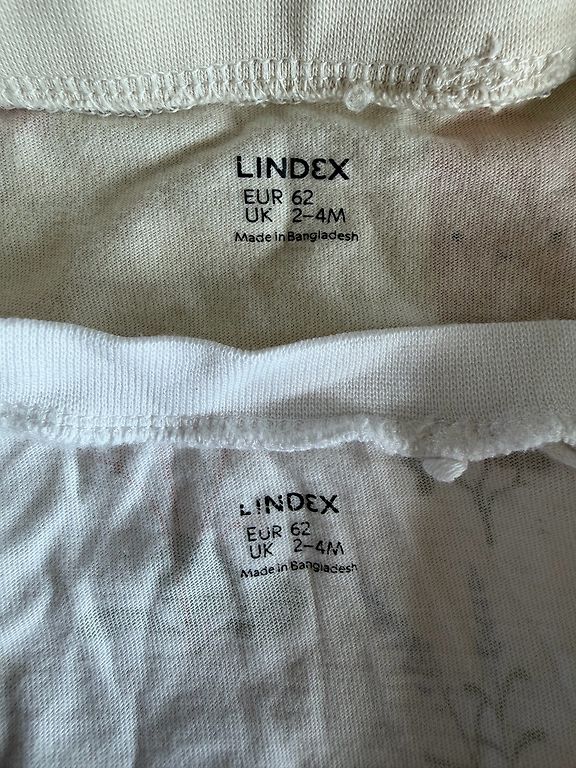 LINDEX
EUR 62
UK 2-4M
Made in Bangladesh
LINDEX
EUR 62
UK 2-4M
Made in Bangladesh